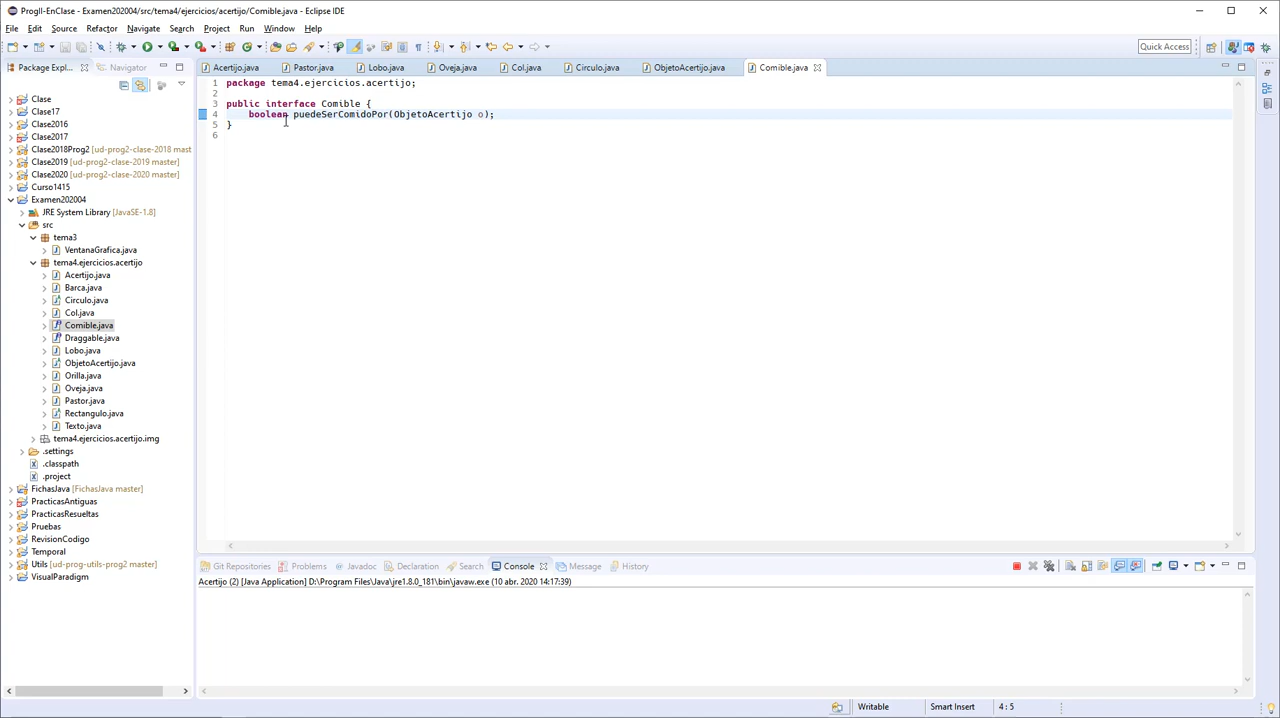 ProgII-EnClase - Examen202004/src/tema4/ejercicios/acertijo/Comible.java - Eclipse IDE
File Edit Source Refactor Navigate Search Project Run Window Help
Quick Access
Package Expl... Navigator
Acertijo.java Pastor.java Lobo.java Oveja.java Col.java Circulo.java ObjetoAcertijo.java Comible.java
1 package tema4.ejercicios.acertijo;
2
3 public interface Comible {
4 boolean puedeSerComidoPor(ObjetoAcertijo o);
5 }
6
Clase
Clase17
Clase2016
Clase2017
Clase2018Prog2 [ud-prog2-clase-2018 mast
Clase2019 [ud-prog2-clase-2019 master]
Clase2020 [ud-prog2-clase-2020 master]
Curso1415
Examen202004
JRE System Library [JavaSE-1.8]
src
tema3
VentanaGrafica.java
tema4.ejercicios.acertijo
Acertijo.java
Barca.java
Circulo.java
Col.java
Comible.java
Draggable.java
Lobo.java
ObjetoAcertijo.java
Orilla.java
Oveja.java
Pastor.java
Rectangulo.java
Texto.java
tema4.ejercicios.acertijo.img
.settings
.classpath
.project
FichasJava [FichasJava master]
PracticasAntiguas
PracticasResueltas
Pruebas
RevisionCodigo
Temporal
Utils [ud-prog-utils-prog2 master]
VisualParadigm
Git Repositories Problems Javadoc Declaration Search Console Message History
Acertijo (2) [Java Application] D:\Program Files\Java\jre1.8.0_181\bin\javaw.exe (10 abr. 2020 14:17:39)
Writable Smart Insert 4 : 5